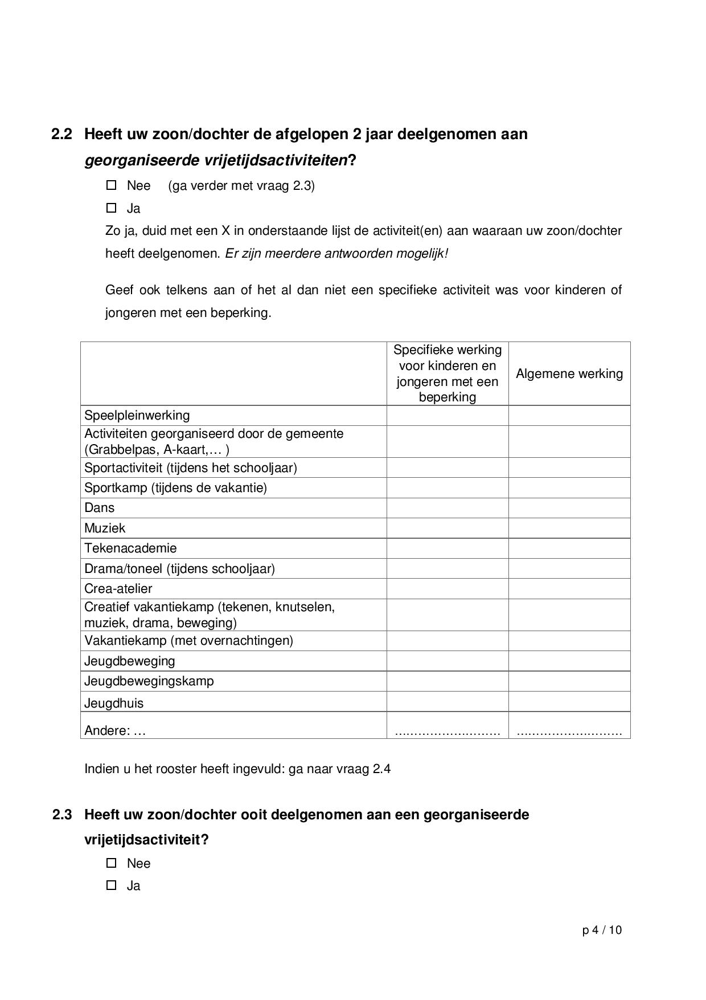 2.2 Heeft uw zoon/dochter de afgelopen 2 jaar deelgenomen aan
georganiseerde vrijetijdsactiviteiten?
☐ Nee (ga verder met vraag 2.3)
☐ Ja
Zo ja, duid met een X in onderstaande lijst de activiteit(en) aan waaraan uw zoon/dochter
heeft deelgenomen. Er zijn meerdere antwoorden mogelijk!
Geef ook telkens aan of het al dan niet een specifieke activiteit was voor kinderen of
jongeren met een beperking.
Specifieke werking
voor kinderen en
jongeren met een
beperking
Algemene werking
Speelpleinwerking
Activiteiten georganiseerd door de gemeente
(Grabbelpas, A-kaart,… )
Sportactiviteit (tijdens het schooljaar)
Sportkamp (tijdens de vakantie)
Dans
Muziek
Tekenacademie
Drama/toneel (tijdens schooljaar)
Crea-atelier
Creatief vakantiekamp (tekenen, knutselen,
muziek, drama, beweging)
Vakantiekamp (met overnachtingen)
Jeugdbeweging
Jeugdbewegingskamp
Jeugdhuis
Andere: … ……………………… ………………………
Indien u het rooster heeft ingevuld: ga naar vraag 2.4
2.3 Heeft uw zoon/dochter ooit deelgenomen aan een georganiseerde
vrijetijdsactiviteit?
☐ Nee
☐ Ja
p 4 / 10